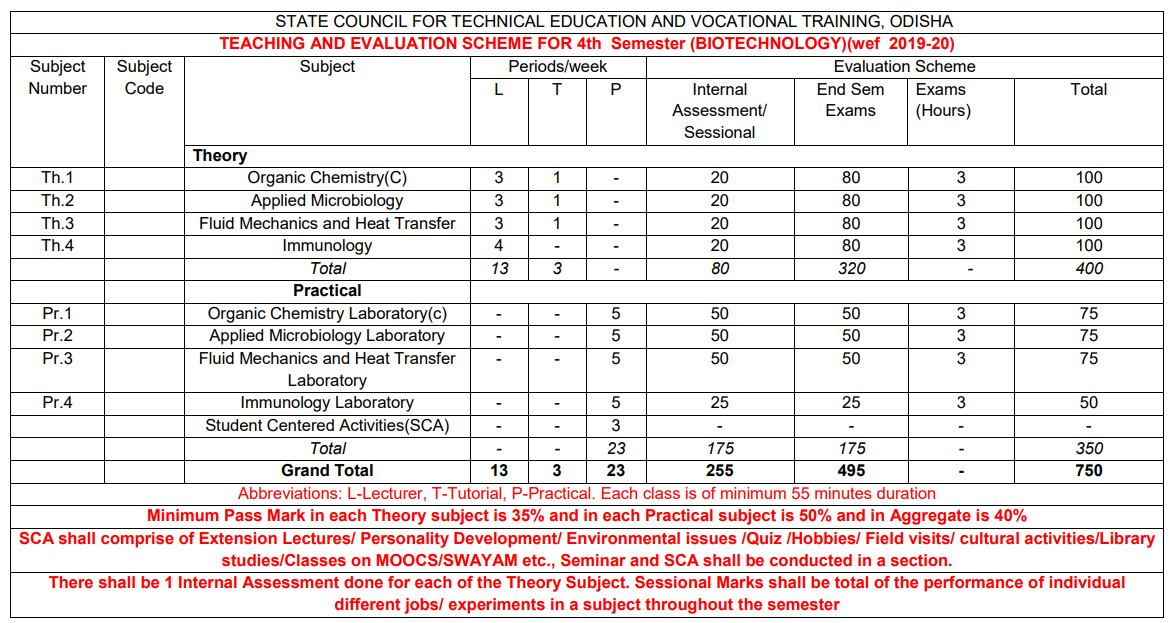 STATE COUNCIL FOR TECHNICAL EDUCATION AND VOCATIONAL TRAINING, ODISHA
TEACHING AND EVALUATION SCHEME FOR 4th Semester (BIOTECHNOLOGY)(wef 2019-20)
Subject Number Subject Code Subject Periods/week Evaluation Scheme
L T P Internal Assessment/ Sessional End Sem Exams Exams (Hours) Total
Theory
Th.1 Organic Chemistry(C) 3 1 - 20 80 3 100
Th.2 Applied Microbiology 3 1 - 20 80 3 100
Th.3 Fluid Mechanics and Heat Transfer 3 1 - 20 80 3 100
Th.4 Immunology 4 - - 20 80 3 100
Total 13 3 - 80 320 - 400
Practical
Pr.1 Organic Chemistry Laboratory(c) - - 5 50 50 3 75
Pr.2 Applied Microbiology Laboratory - - 5 50 50 3 75
Pr.3 Fluid Mechanics and Heat Transfer Laboratory - - 5 50 50 3 75
Pr.4 Immunology Laboratory - - 5 25 25 3 50
Student Centered Activities(SCA) - - 3 - - - -
Total - - 23 175 175 - 350
Grand Total 13 3 23 255 495 - 750
Abbreviations: L-Lecturer, T-Tutorial, P-Practical. Each class is of minimum 55 minutes duration
Minimum Pass Mark in each Theory subject is 35% and in each Practical subject is 50% and in Aggregate is 40%
SCA shall comprise of Extension Lectures/ Personality Development/ Environmental issues /Quiz /Hobbies/ Field visits/ cultural activities/Library
studies/Classes on MOOCS/SWAYAM etc., Seminar and SCA shall be conducted in a section.
There shall be 1 Internal Assessment done for each of the Theory Subject. Sessional Marks shall be total of the performance of individual
different jobs/ experiments in a subject throughout the semester